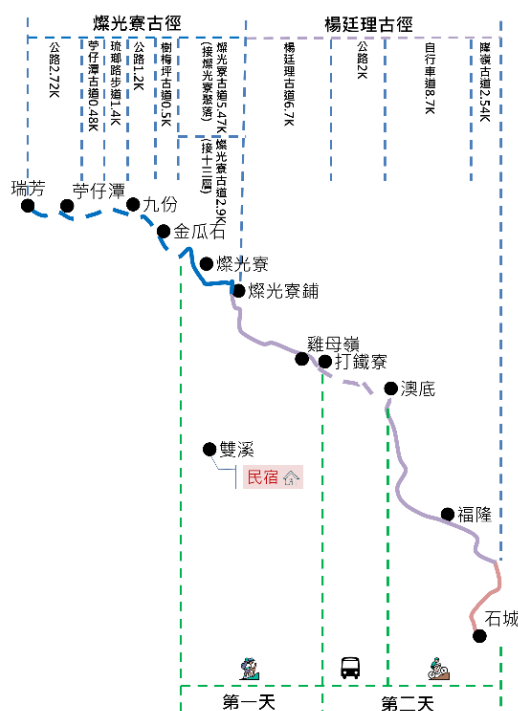 燦光寮古徑
楊廷理古徑
公路2.72K
苧仔潭古道0.48K
琉瑯路步道1.4K
公路1.2K
樹梅坪古道0.5K
燦光寮古道5.47K
(接燦光寮聚落)
燦光寮古道2.9K
(接十三層)
楊廷理古道6.7K
公路2K
自行車道8.7K
隆嶺古道2.54K
瑞芳
苧仔潭
九份
金瓜石
燦光寮
燦光寮鋪
雞母嶺
打鐵寮
澳底
雙溪
民宿
福隆
石城
第一天
第二天